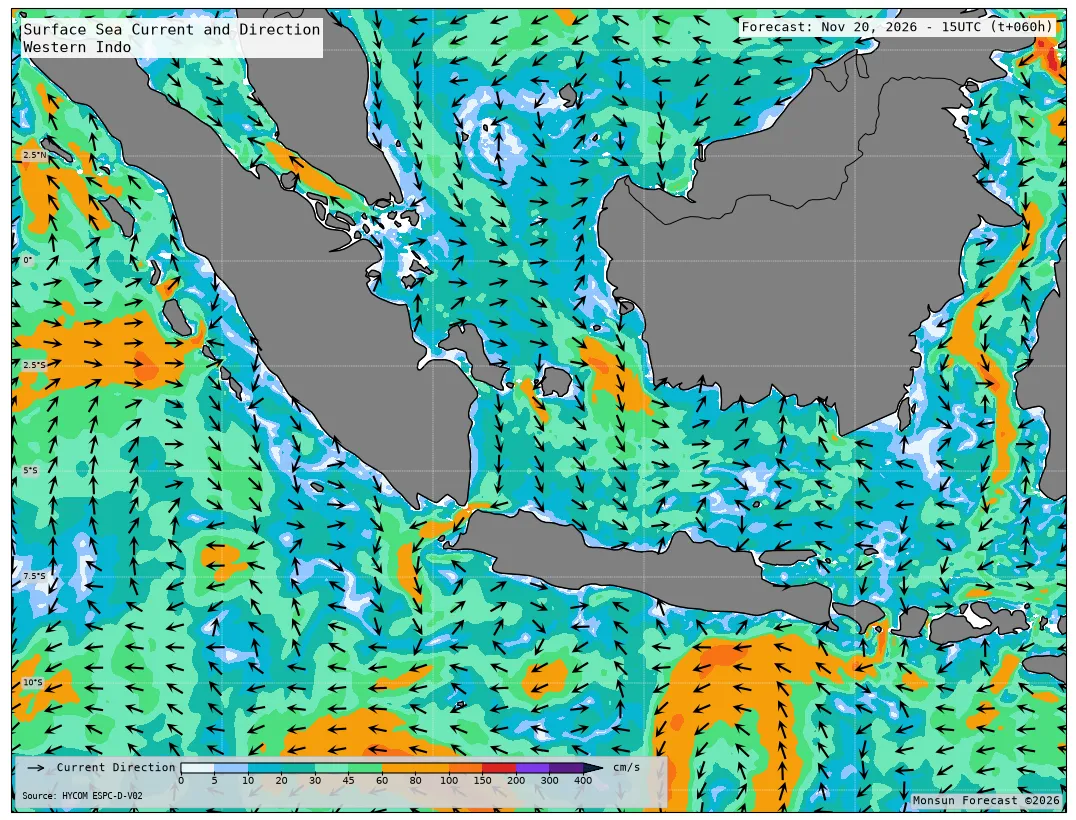 Surface Sea Current and Direction
Western Indo
Forecast: Nov 20, 2026 - 15UTC (t+060h)
2.5°N
0°
2.5°S
5°S
7.5°S
10°S
Current Direction
0 5 10 20 30 45 60 80 100 150 200 300 400
cm/s
Source: HYCOM ESPC-D-V02
Monsun Forecast ©2026